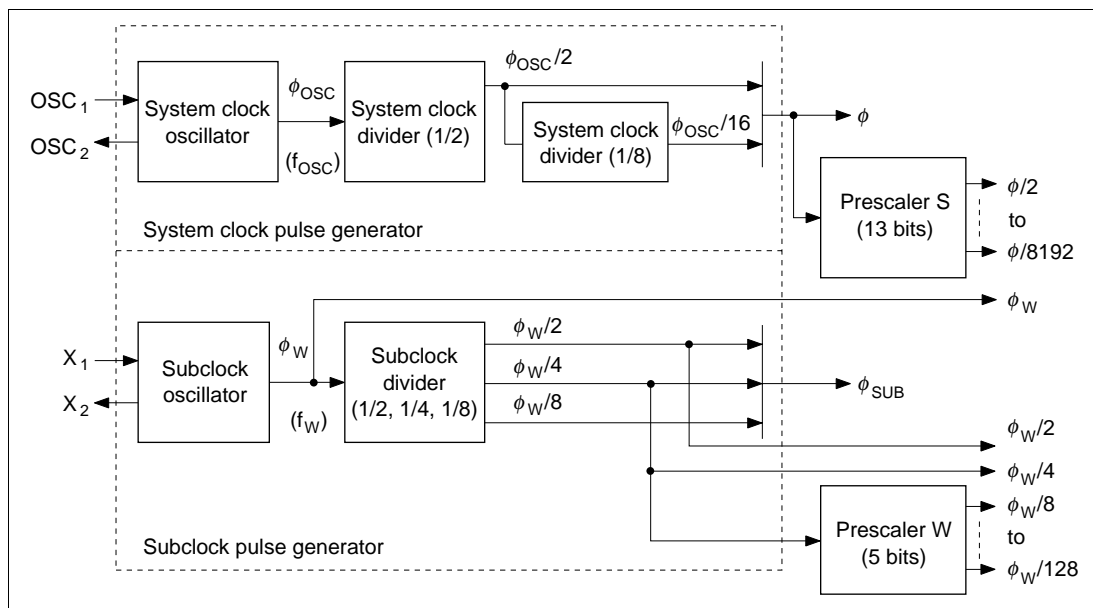 OSC1
OSC2
System clock
oscillator
ϕOSC
(fOSC)
System clock
divider (1/2)
ϕOSC/2
System clock
divider (1/8)
ϕOSC/16
ϕ
Prescaler S
(13 bits)
ϕ/2
to
ϕ/8192
System clock pulse generator
X1
X2
Subclock
oscillator
ϕW
(fW)
Subclock
divider
(1/2, 1/4, 1/8)
ϕW/2
ϕW/4
ϕW/8
ϕW
ϕSUB
ϕW/2
ϕW/4
Prescaler W
(5 bits)
ϕW/8
to
ϕW/128
Subclock pulse generator